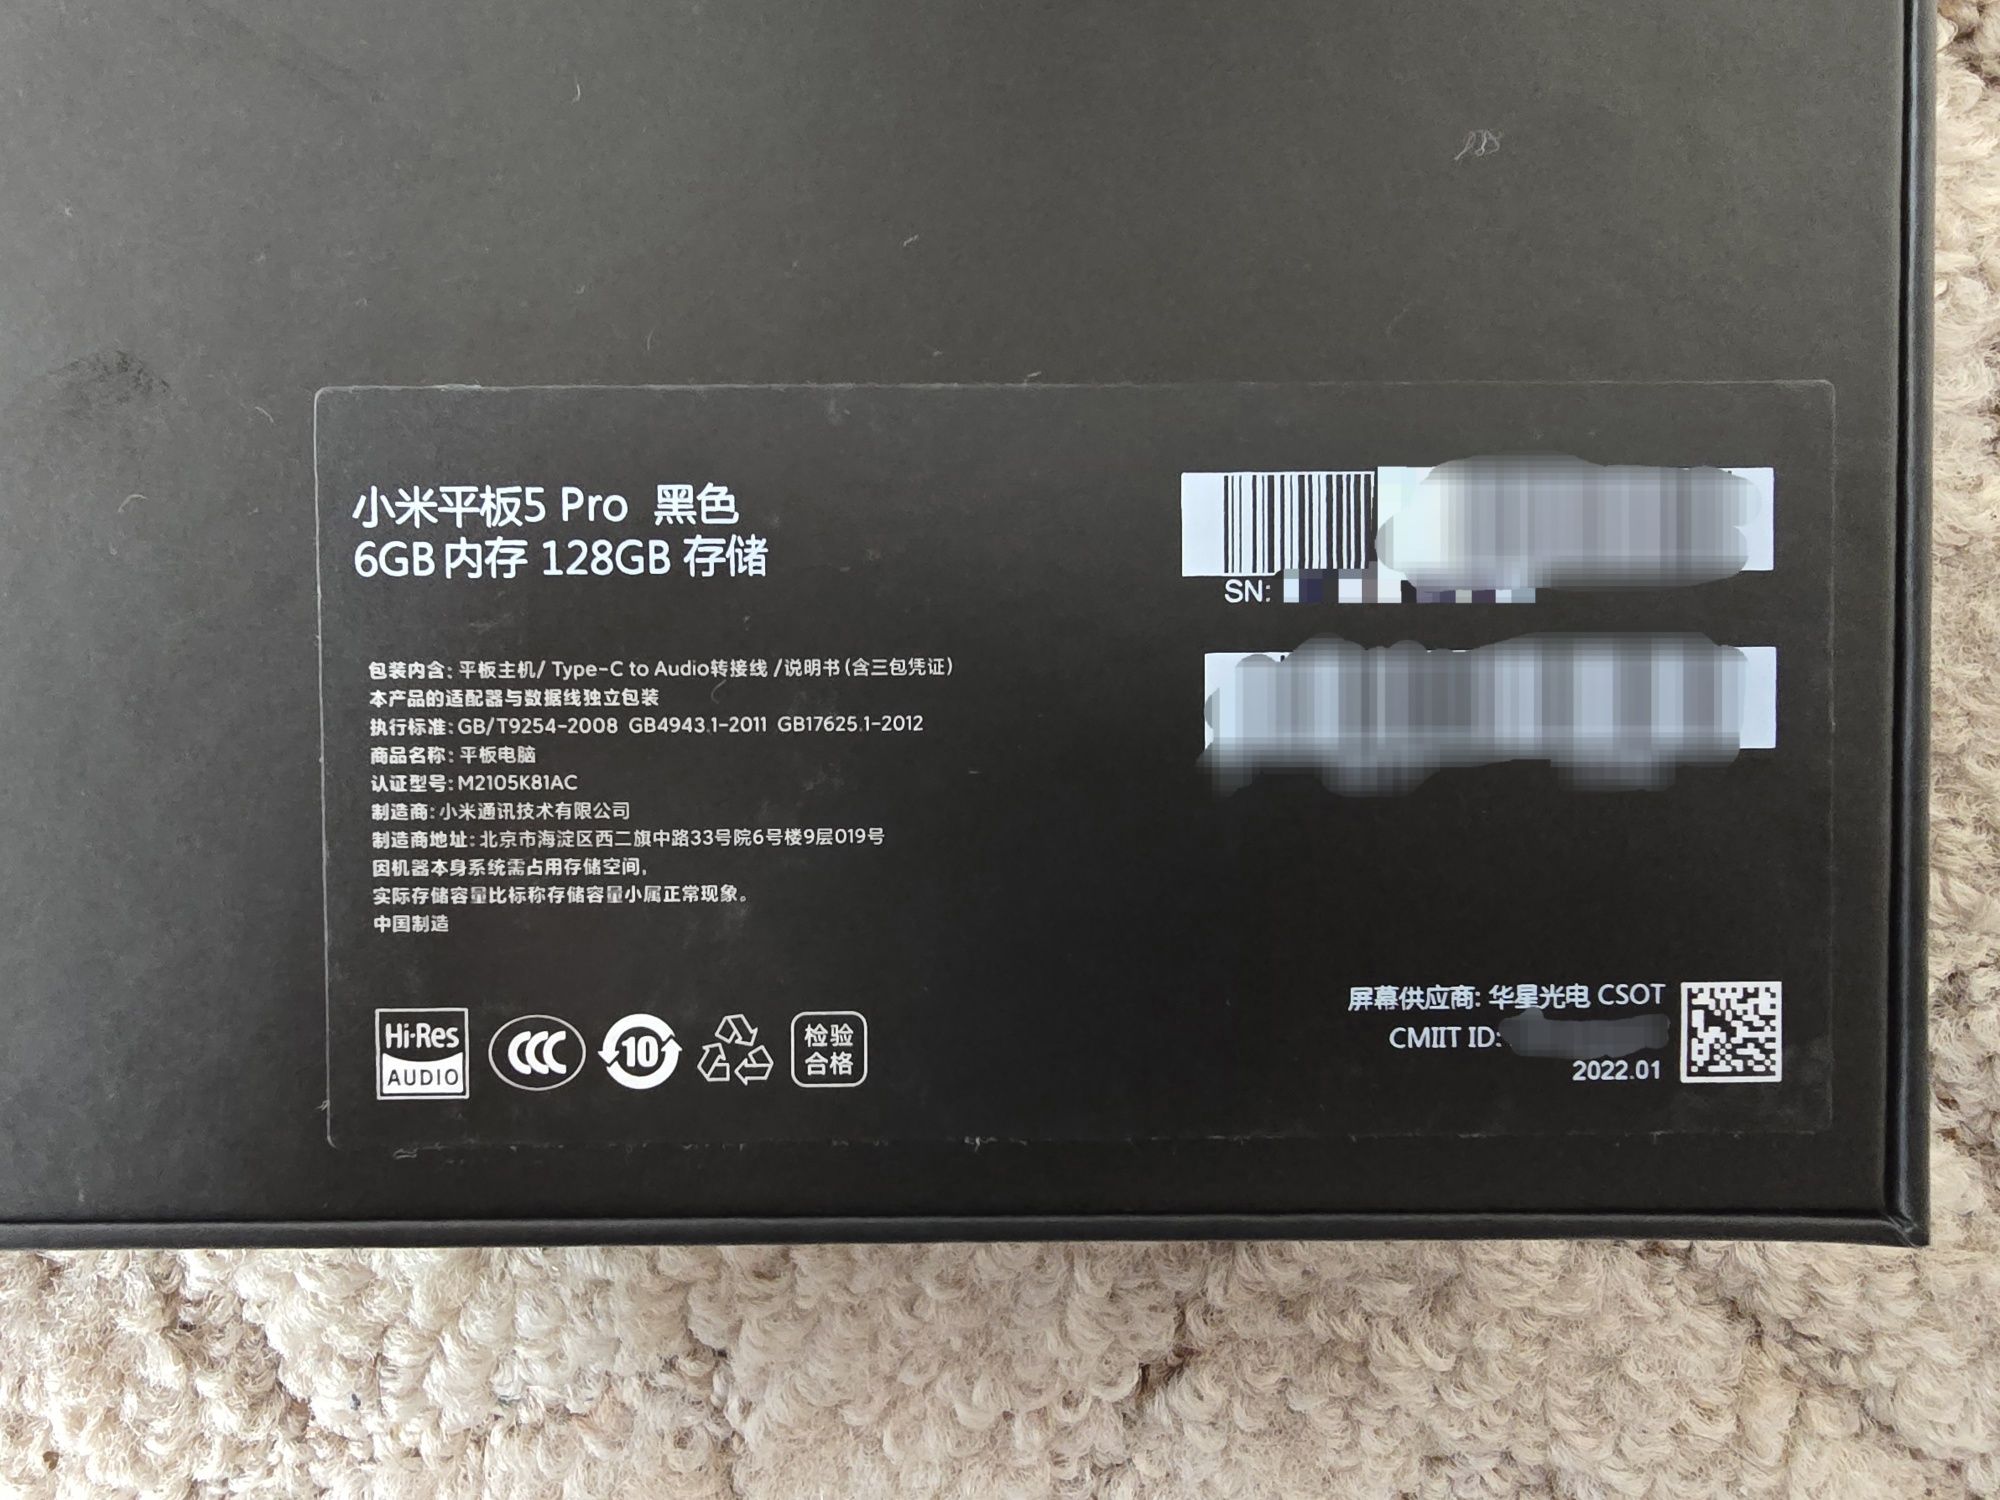 小米平板5 Pro 黑色
6GB 内存 128GB 存储
SN:
包装内含: 平板主机/ Type-C to Audio转接线 /说明书 (含三包凭证)
本产品的适配器与数据线独立包装
执行标准: GB/T9254-2008 GB4943.1-2011 GB17625.1-2012
商品名称: 平板电脑
认证型号: M2105K81AC
制造商: 小米通讯技术有限公司
制造商地址: 北京市海淀区西二旗中路33号院6号楼9层019号
因机器本身系统需占用存储空间,
实际存储容量比标称存储容量小属正常现象。
中国制造
Hi-Res
AUDIO
CCC
10
检验
合格
屏幕供应商: 华星光电 CSOT
CMIIT ID:
2022.01